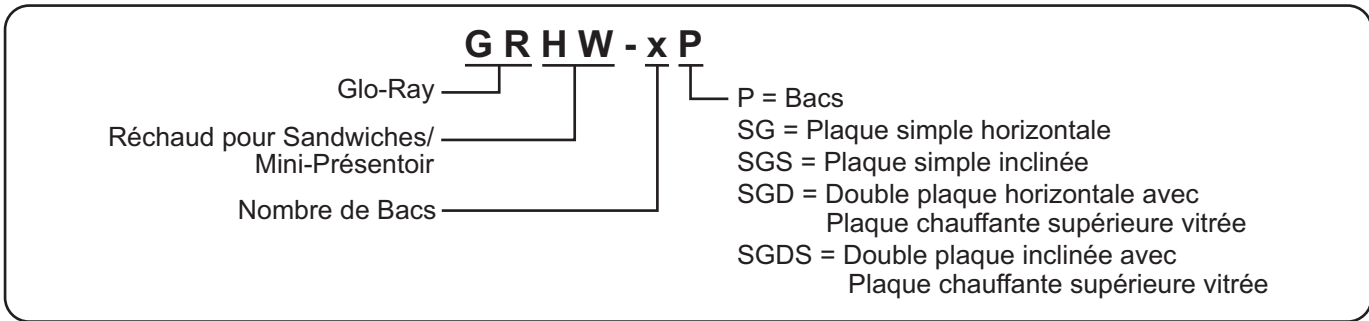 G R H W - x P
Glo-Ray
Réchaud pour Sandwiches/
Mini-Présentoir
Nombre de Bacs
P = Bacs
SG = Plaque simple horizontale
SGS = Plaque simple inclinée
SGD = Double plaque horizontale avec
Plaque chauffante supérieure vitrée
SGDS = Double plaque inclinée avec
Plaque chauffante supérieure vitrée